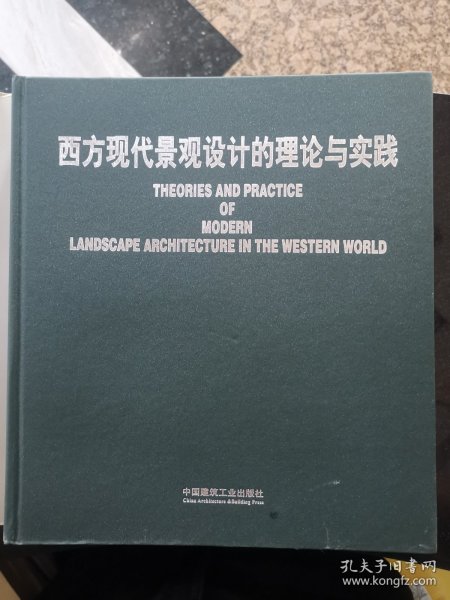 西方现代景观设计的理论与实践
THEORIES AND PRACTICE
OF
MODERN
LANDSCAPE ARCHITECTURE IN THE WESTERN WORLD
中国建筑工业出版社
China Architecture &Building Press
孔夫子旧书网
www.kongfz.com